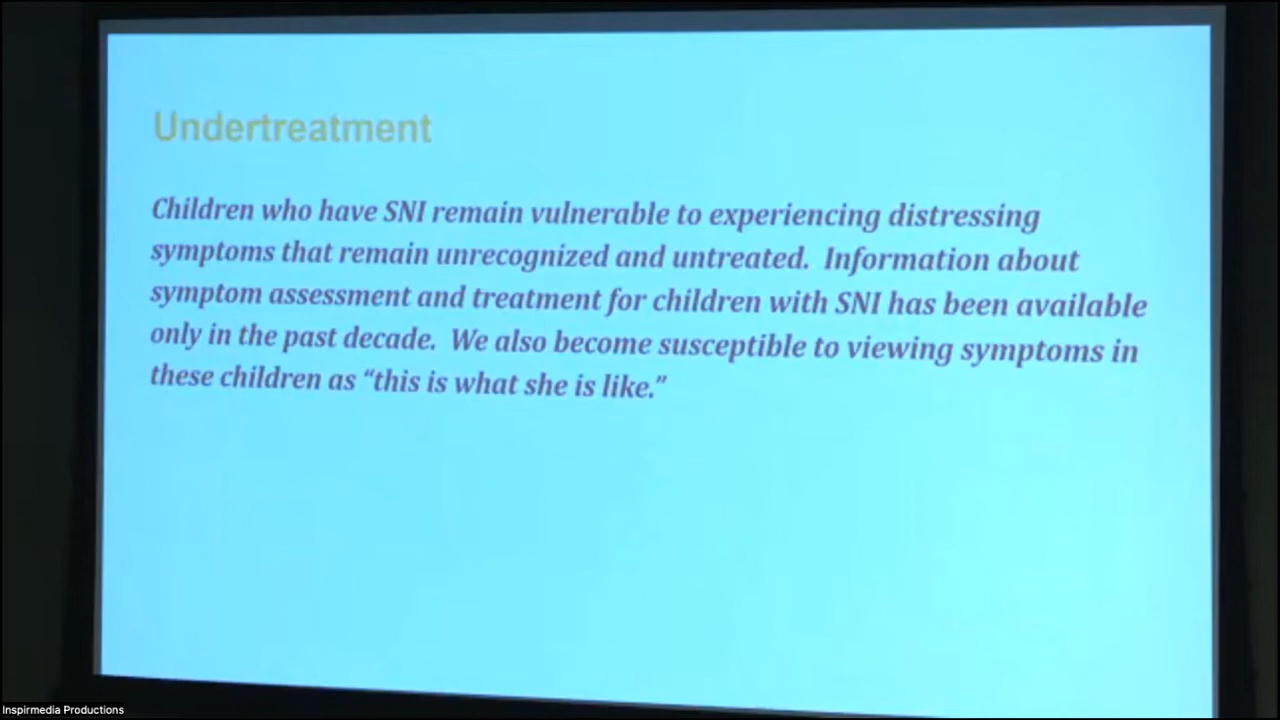 Undertreatment
Children who have SNI remain vulnerable to experiencing distressing
symptoms that remain unrecognized and untreated.  Information about
symptom assessment and treatment for children with SNI has been available
only in the past decade.  We also become susceptible to viewing symptoms in
these children as “this is what she is like.”
Inspirmedia Productions